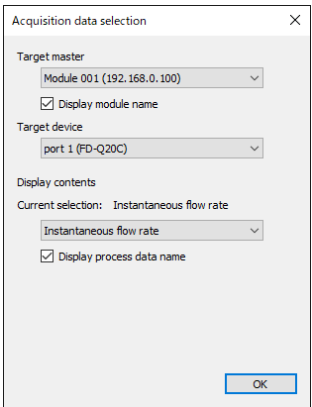 Acquisition data selection
Target master
Module 001 (192.168.0.100)
Display module name
Target device
port 1 (FD-Q20C)
Display contents
Current selection: Instantaneous flow rate
Instantaneous flow rate
Display process data name
OK